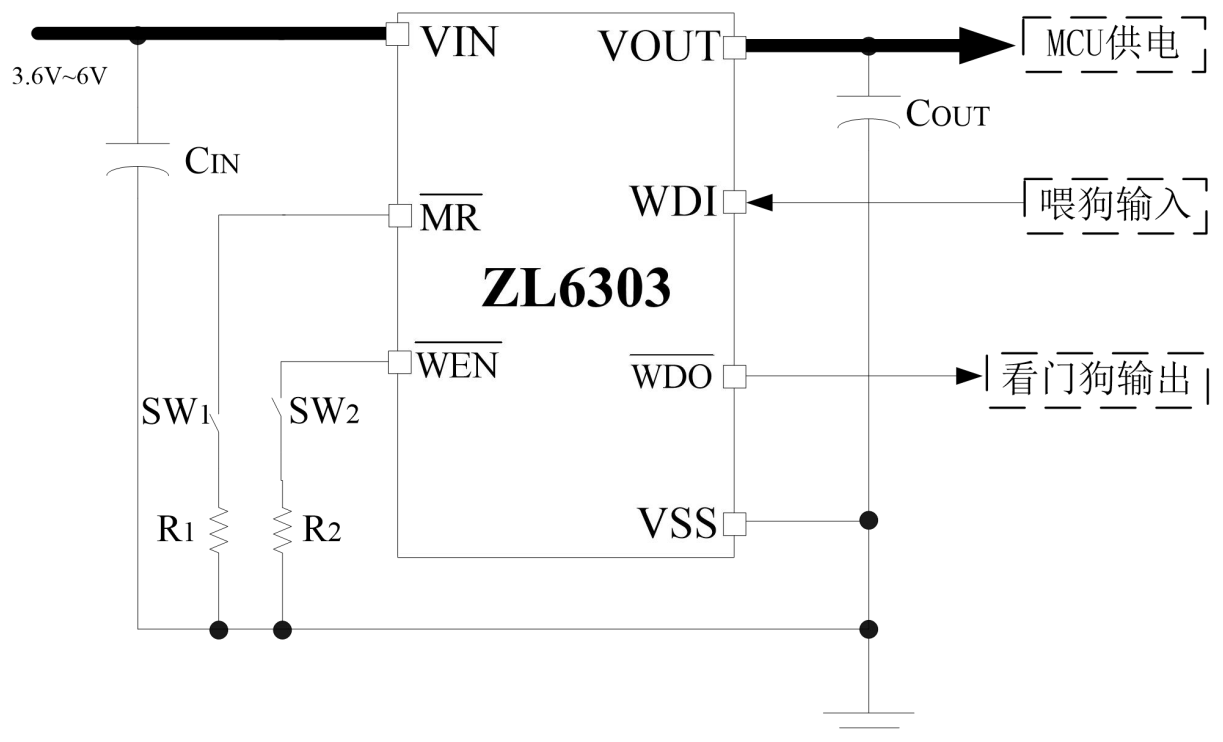 VIN
VOUT
MCU供电
3.6V~6V
COUT
CIN
MR
WDI
喂狗输入
ZL6303
WEN
WDO
看门狗输出
SW1
SW2
R1
R2
VSS